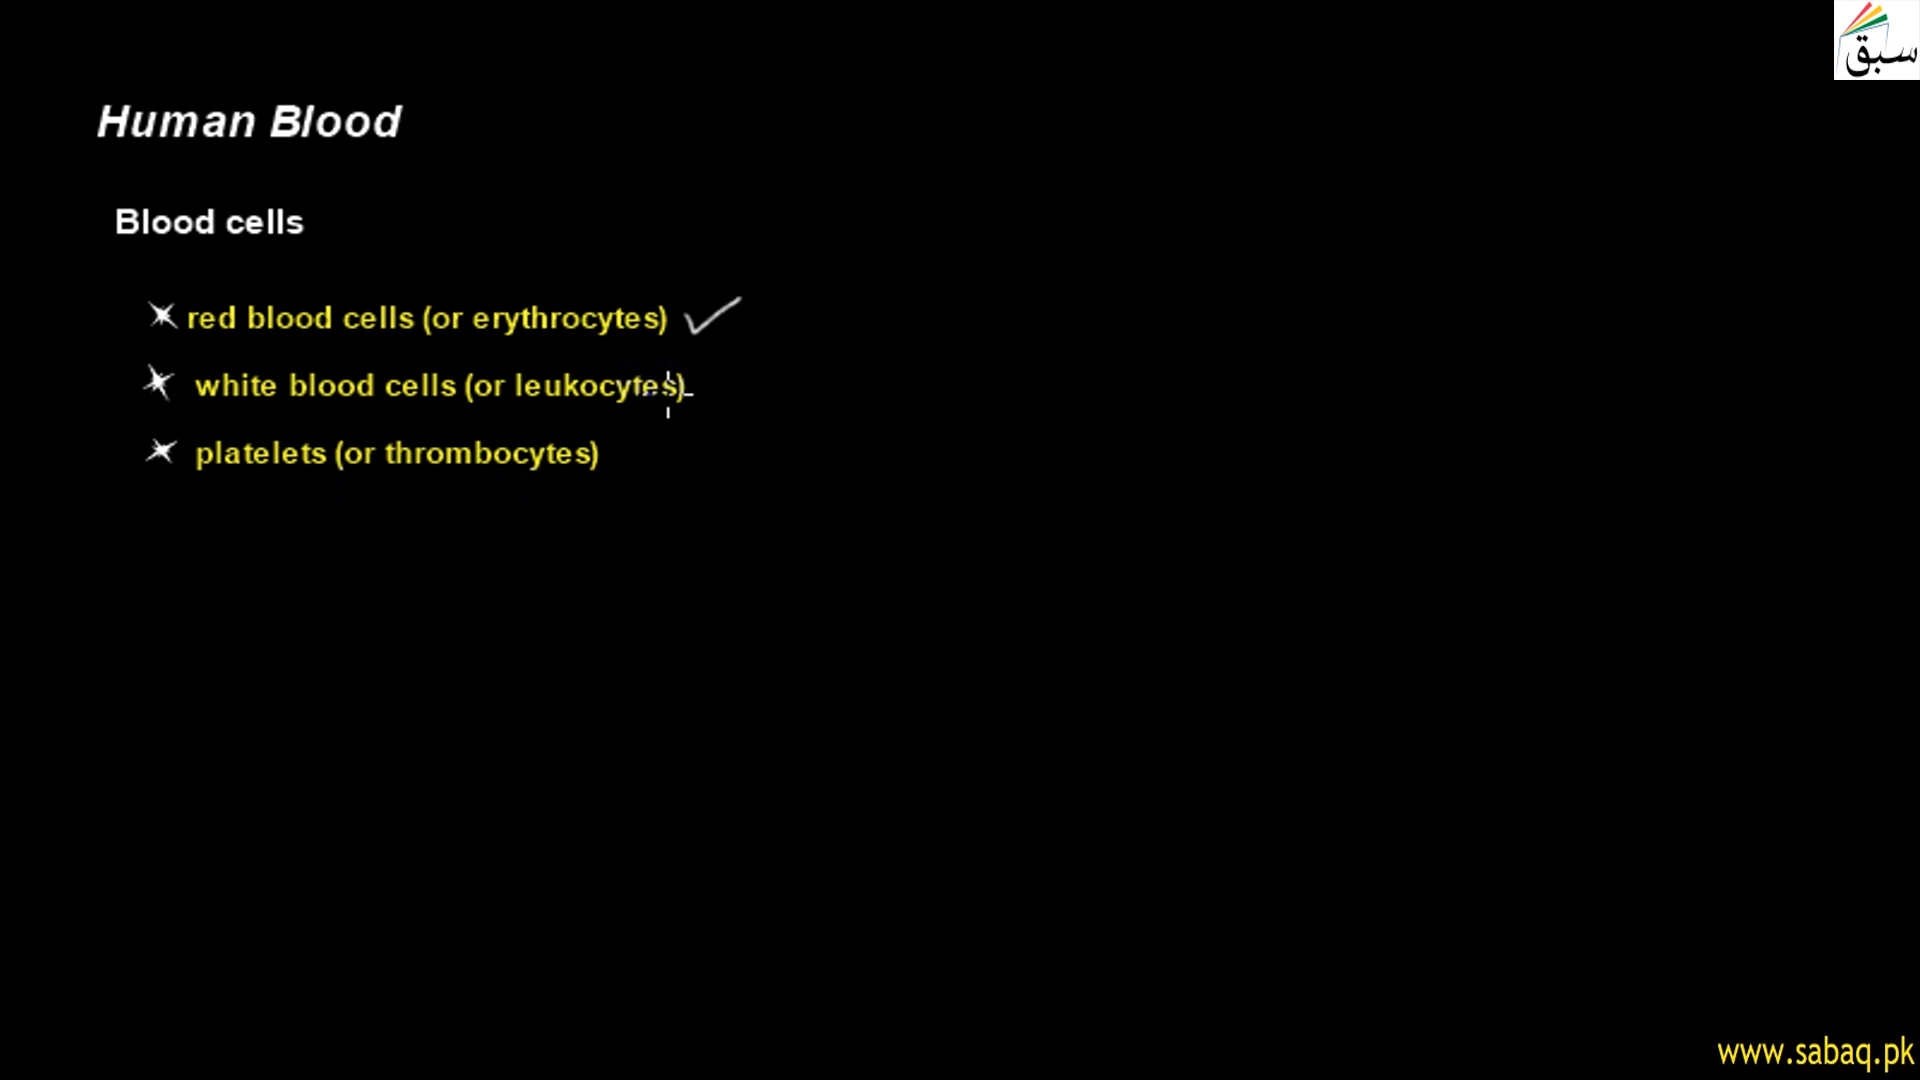 سبق
Human Blood
Blood cells
red blood cells (or erythrocytes)
white blood cells (or leukocytes)
platelets (or thrombocytes)
www.sabaq.pk